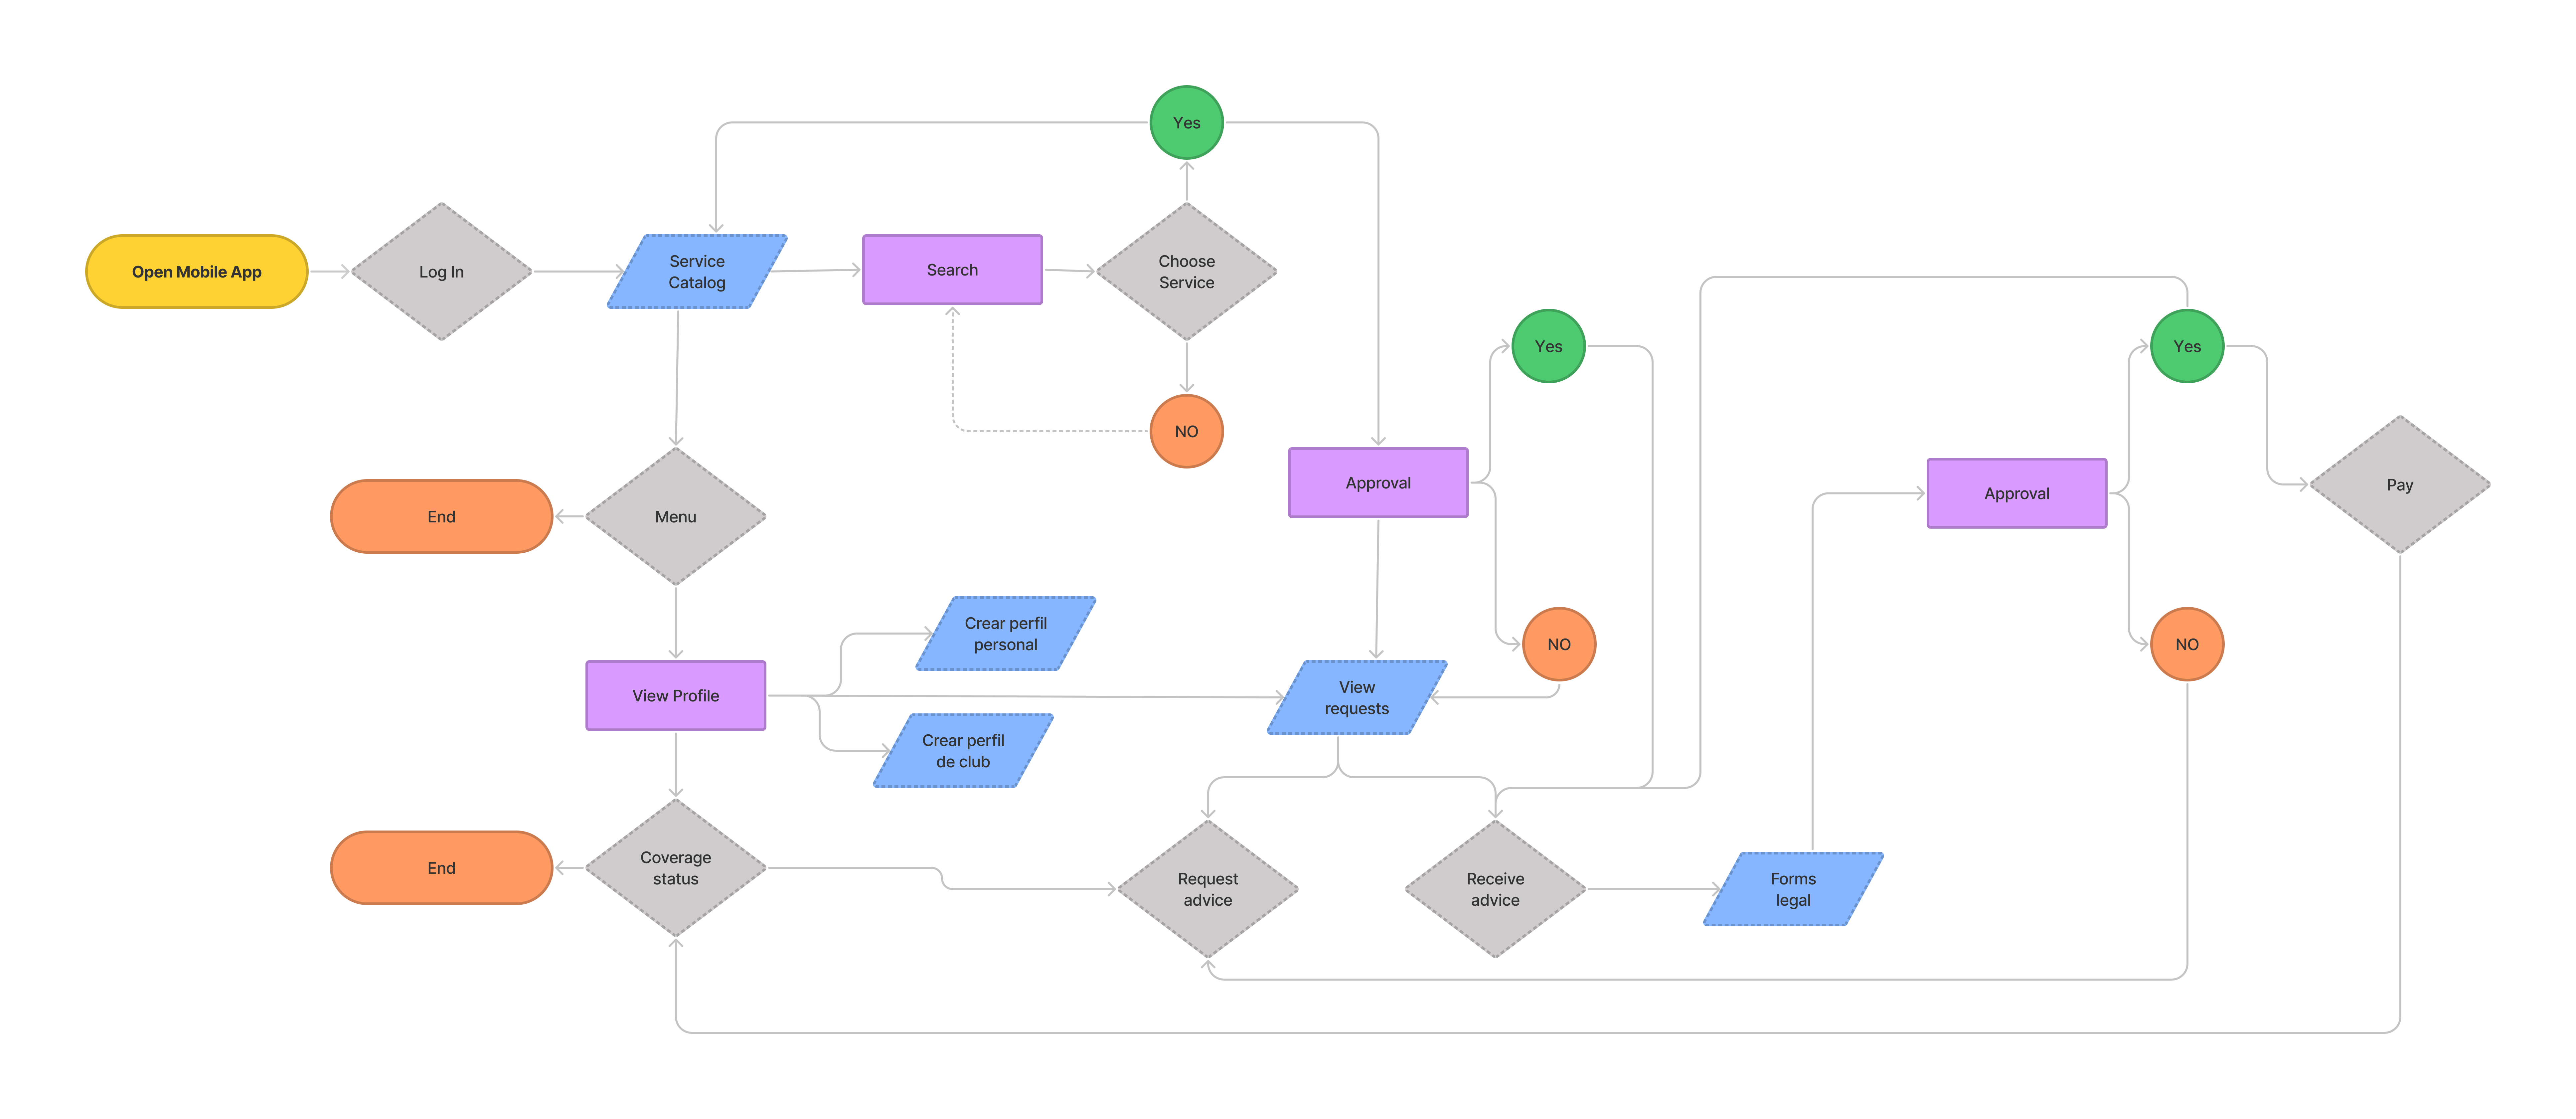 Yes
Open Mobile App
Log In
Service
Catalog
Search
Choose
Service
Yes
Yes
NO
Approval
Approval
Pay
End
Menu
Crear perfil
personal
NO
NO
View Profile
View
requests
Crear perfil
de club
End
Coverage
status
Request
advice
Receive
advice
Forms
legal